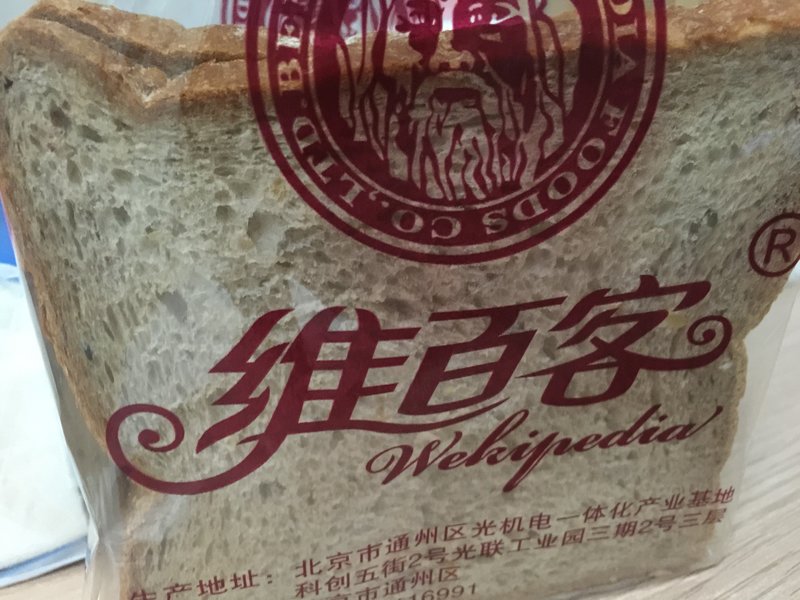 DIA FOODS CO.,LTD.BE
®
维百客
Wekipedia
生产地址：北京市通州区光机电一体化产业基地
科创五街2号光联工业园三期2号三层
京市通州区
16991